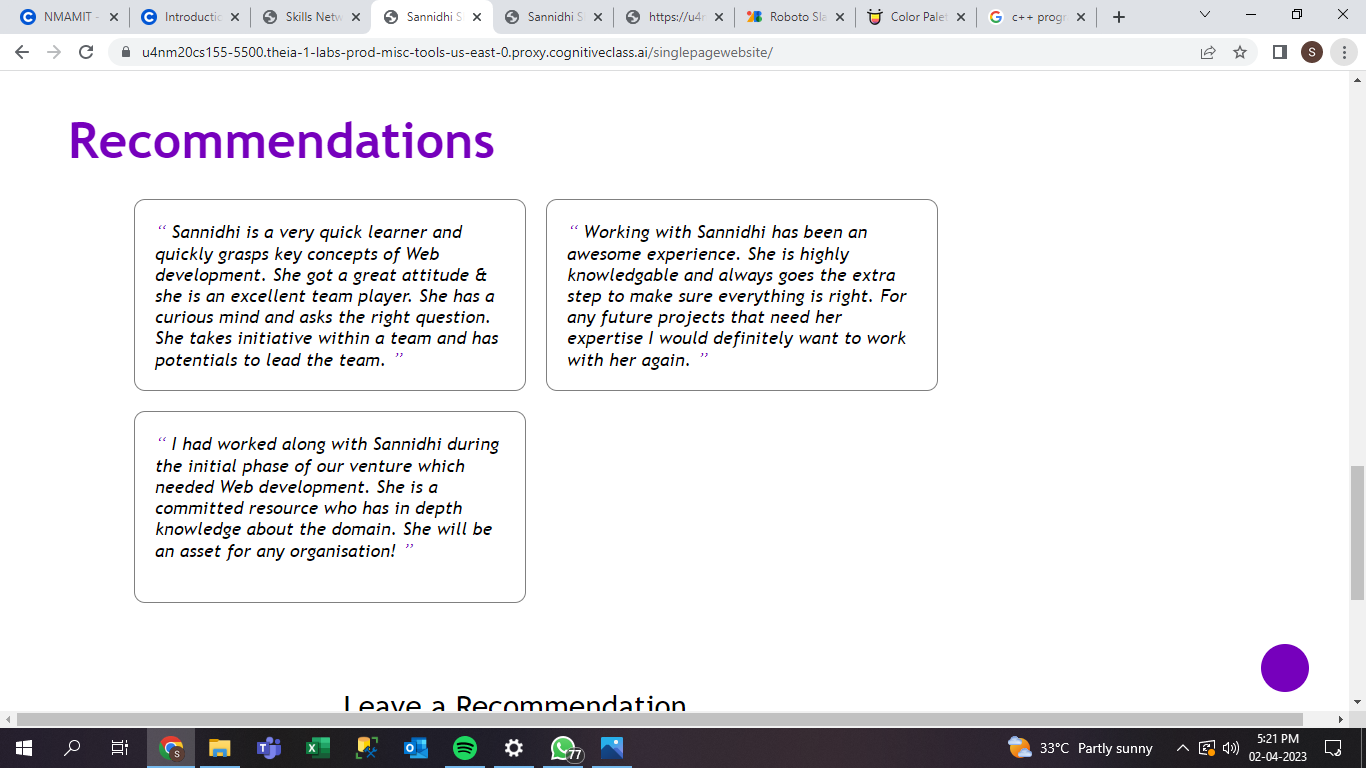 NMAMIT -
Introductic
Skills Netw
Sannidhi S
Sannidhi S
https://u4r
Roboto Sla
Color Palet
c++ progr
u4nm20cs155-5500.theia-1-labs-prod-misc-tools-us-east-0.proxy.cognitiveclass.ai/singlepagewebsite/
S
Recommendations
“ Sannidhi is a very quick learner and
quickly grasps key concepts of Web
development. She got a great attitude &
she is an excellent team player. She has a
curious mind and asks the right question.
She takes initiative within a team and has
potentials to lead the team. ”
“ Working with Sannidhi has been an
awesome experience. She is highly
knowledgable and always goes the extra
step to make sure everything is right. For
any future projects that need her
expertise I would definitely want to work
with her again. ”
“ I had worked along with Sannidhi during
the initial phase of our venture which
needed Web development. She is a
committed resource who has in depth
knowledge about the domain. She will be
an asset for any organisation! ”
Leave a Recommendation
77
33°C Partly sunny
5:21 PM
02-04-2023